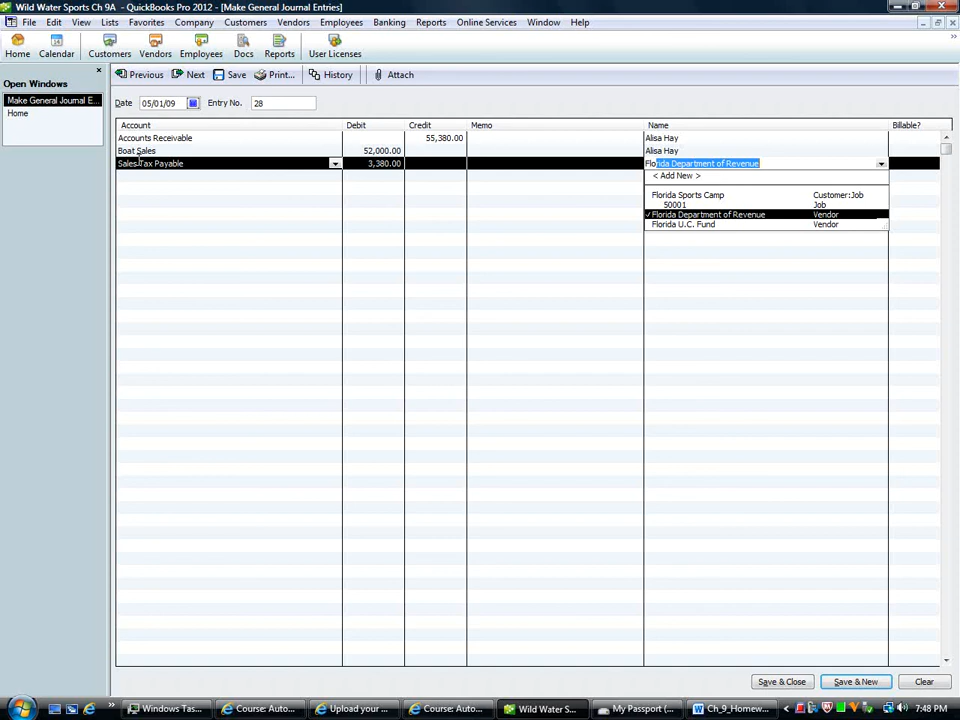 Wild Water Sports Ch 9A - QuickBooks Pro 2012 - [Make General Journal Entries]
File Edit View Lists Favorites Company Customers Vendors Employees Banking Reports Online Services Window Help
Home Calendar Customers Vendors Employees Docs Reports User Licenses
Open Windows
Make General Journal E...
Home
Previous Next Save Print... History Attach
Date 05/01/09 Entry No. 28
Account Debit Credit Memo Name Billable?
Accounts Receivable 55,380.00 Alisa Hay
Boat Sales 52,000.00 Alisa Hay
Sales Tax Payable 3,380.00 Florida Department of Revenue
< Add New >
Florida Sports Camp Customer:Job
50001 Job
✓Florida Department of Revenue Vendor
Florida U.C. Fund Vendor
Save & Close Save & New Clear
Windows Tas... Course: Auto... Upload your ... Course: Auto... Wild Water S... My Passport (... Ch_9_Homew... 7:48 PM